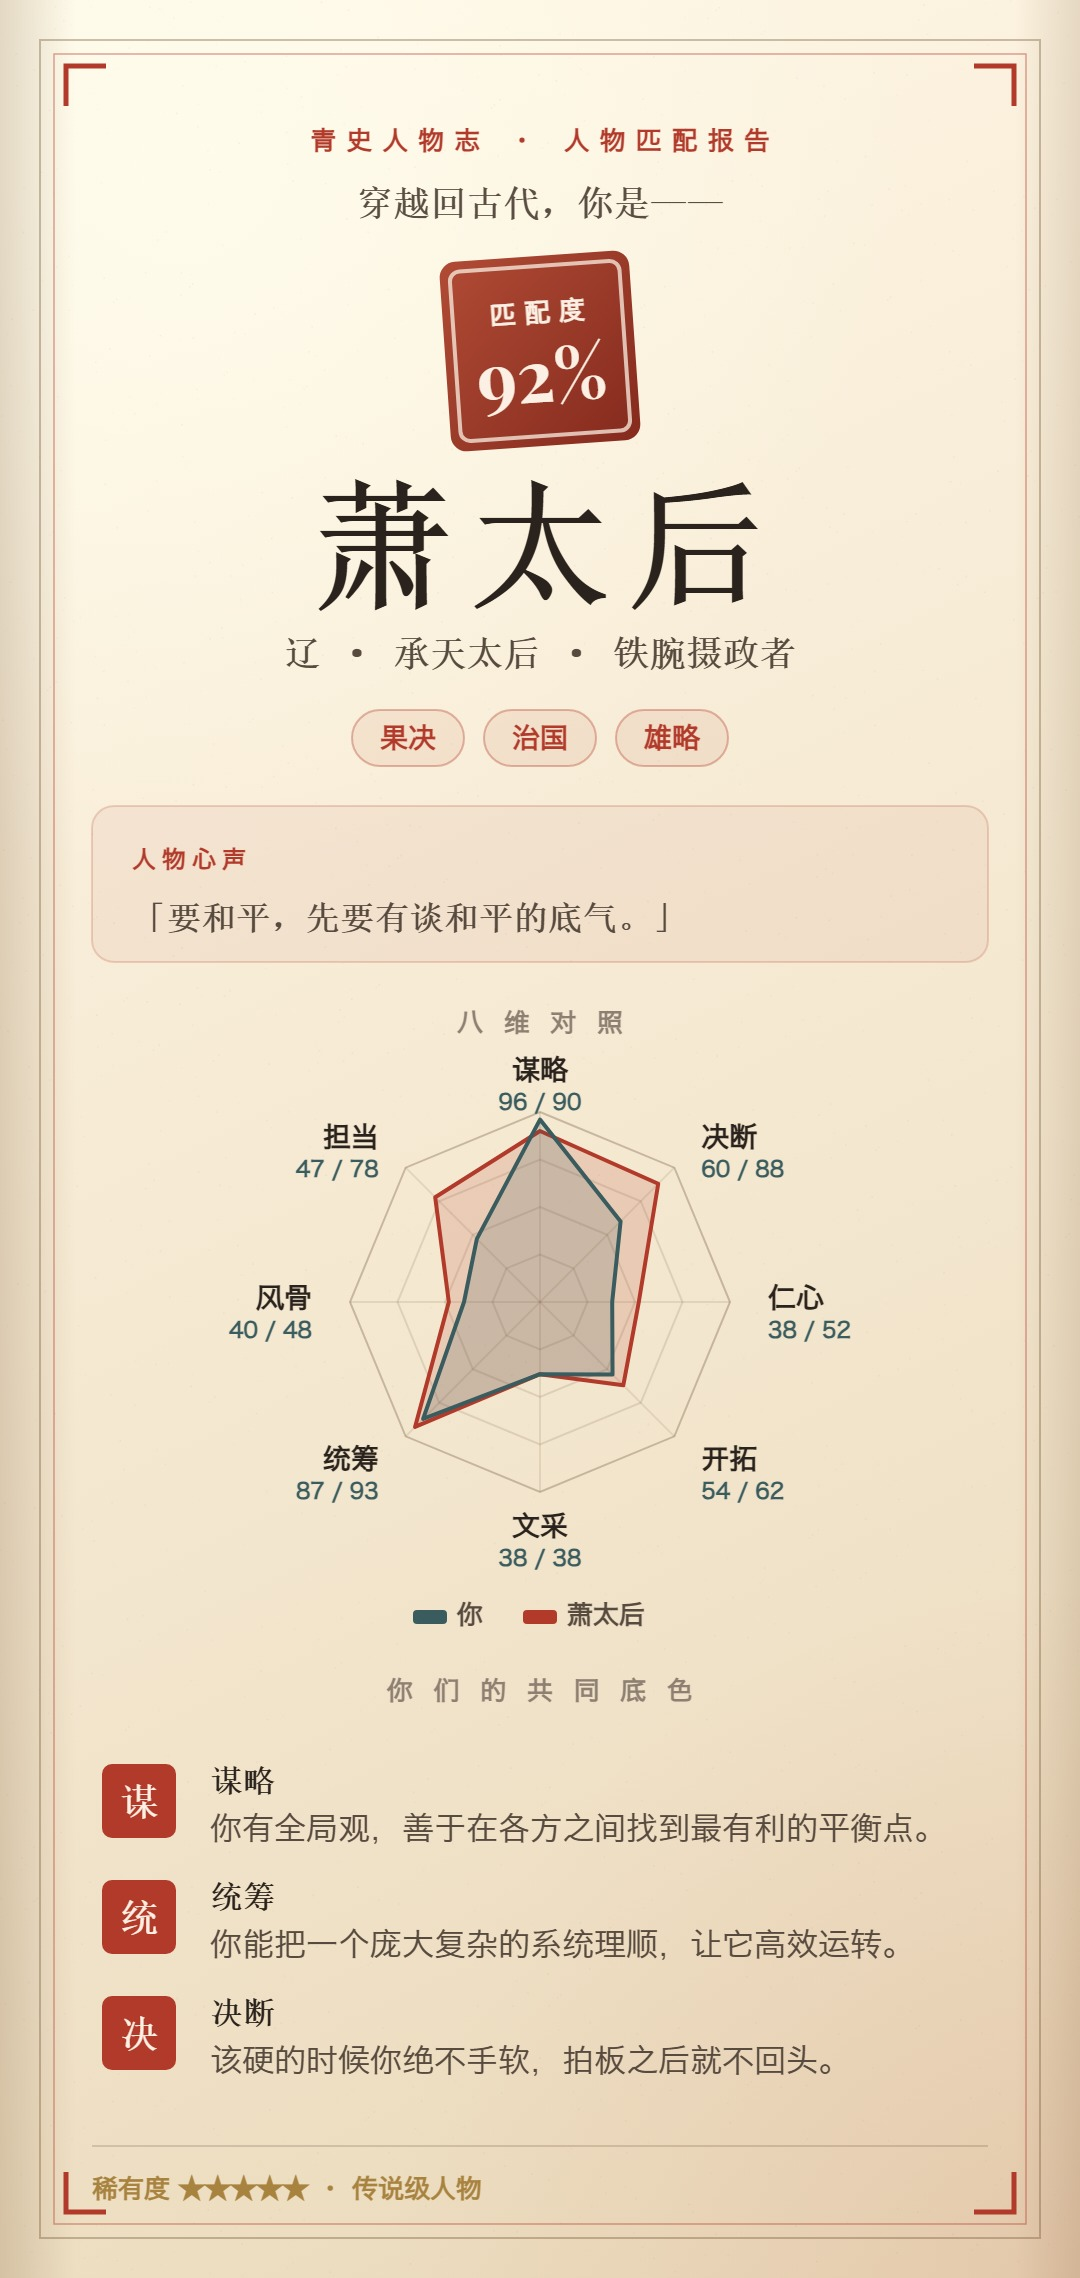 青史人物志 · 人物匹配报告
穿越回古代，你是——
匹配度
92%
萧太后
辽 • 承天太后 • 铁腕摄政者
果决 治国 雄略
人物心声
「要和平，先要有谈和平的底气。」
八维对照
谋略
96 / 90
担当
47 / 78
决断
60 / 88
风骨
40 / 48
仁心
38 / 52
统筹
87 / 93
开拓
54 / 62
文采
38 / 38
你 萧太后
你们的共同底色
谋
谋略
你有全局观，善于在各方之间找到最有利的平衡点。
统
统筹
你能把一个庞大复杂的系统理顺，让它高效运转。
决
决断
该硬的时候你绝不手软，拍板之后就不回头。
稀有度 ★★★★★ · 传说级人物